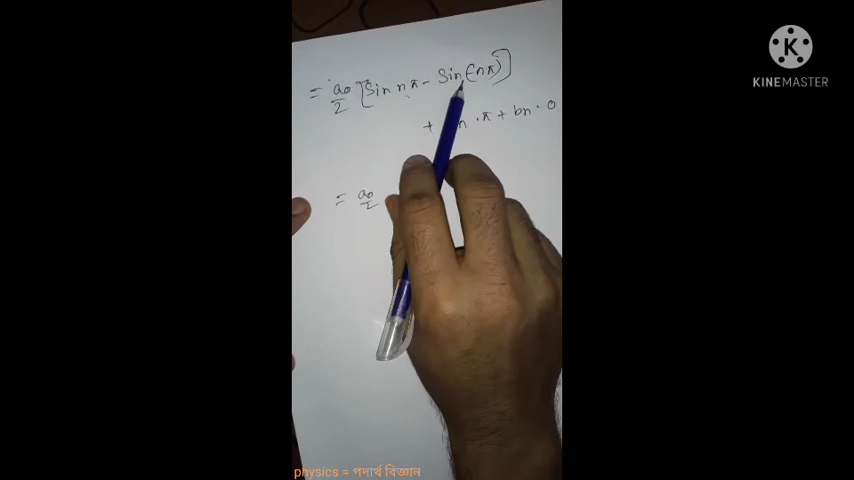 = a₀/2 [Sin nπ - Sin(-nπ)]
+ n · π + bn · 0
= a₀/2
K
KINEMASTER
physics = পদার্থ বিজ্ঞান